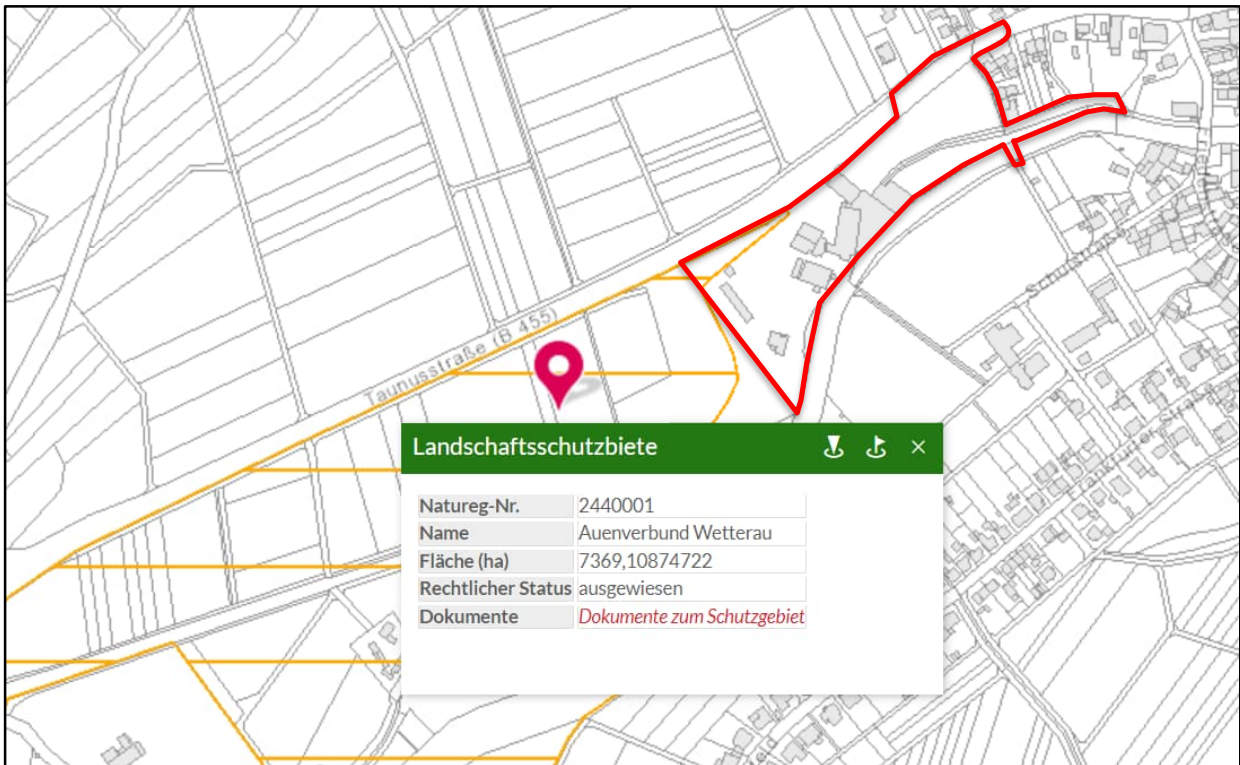 Taunusstraße (B 455)
Landschaftsschutzbiete
Natureg-Nr. 2440001
Name Auenverbund Wetterau
Fläche (ha) 7369,10874722
Rechtlicher Status ausgewiesen
Dokumente Dokumente zum Schutzgebiet